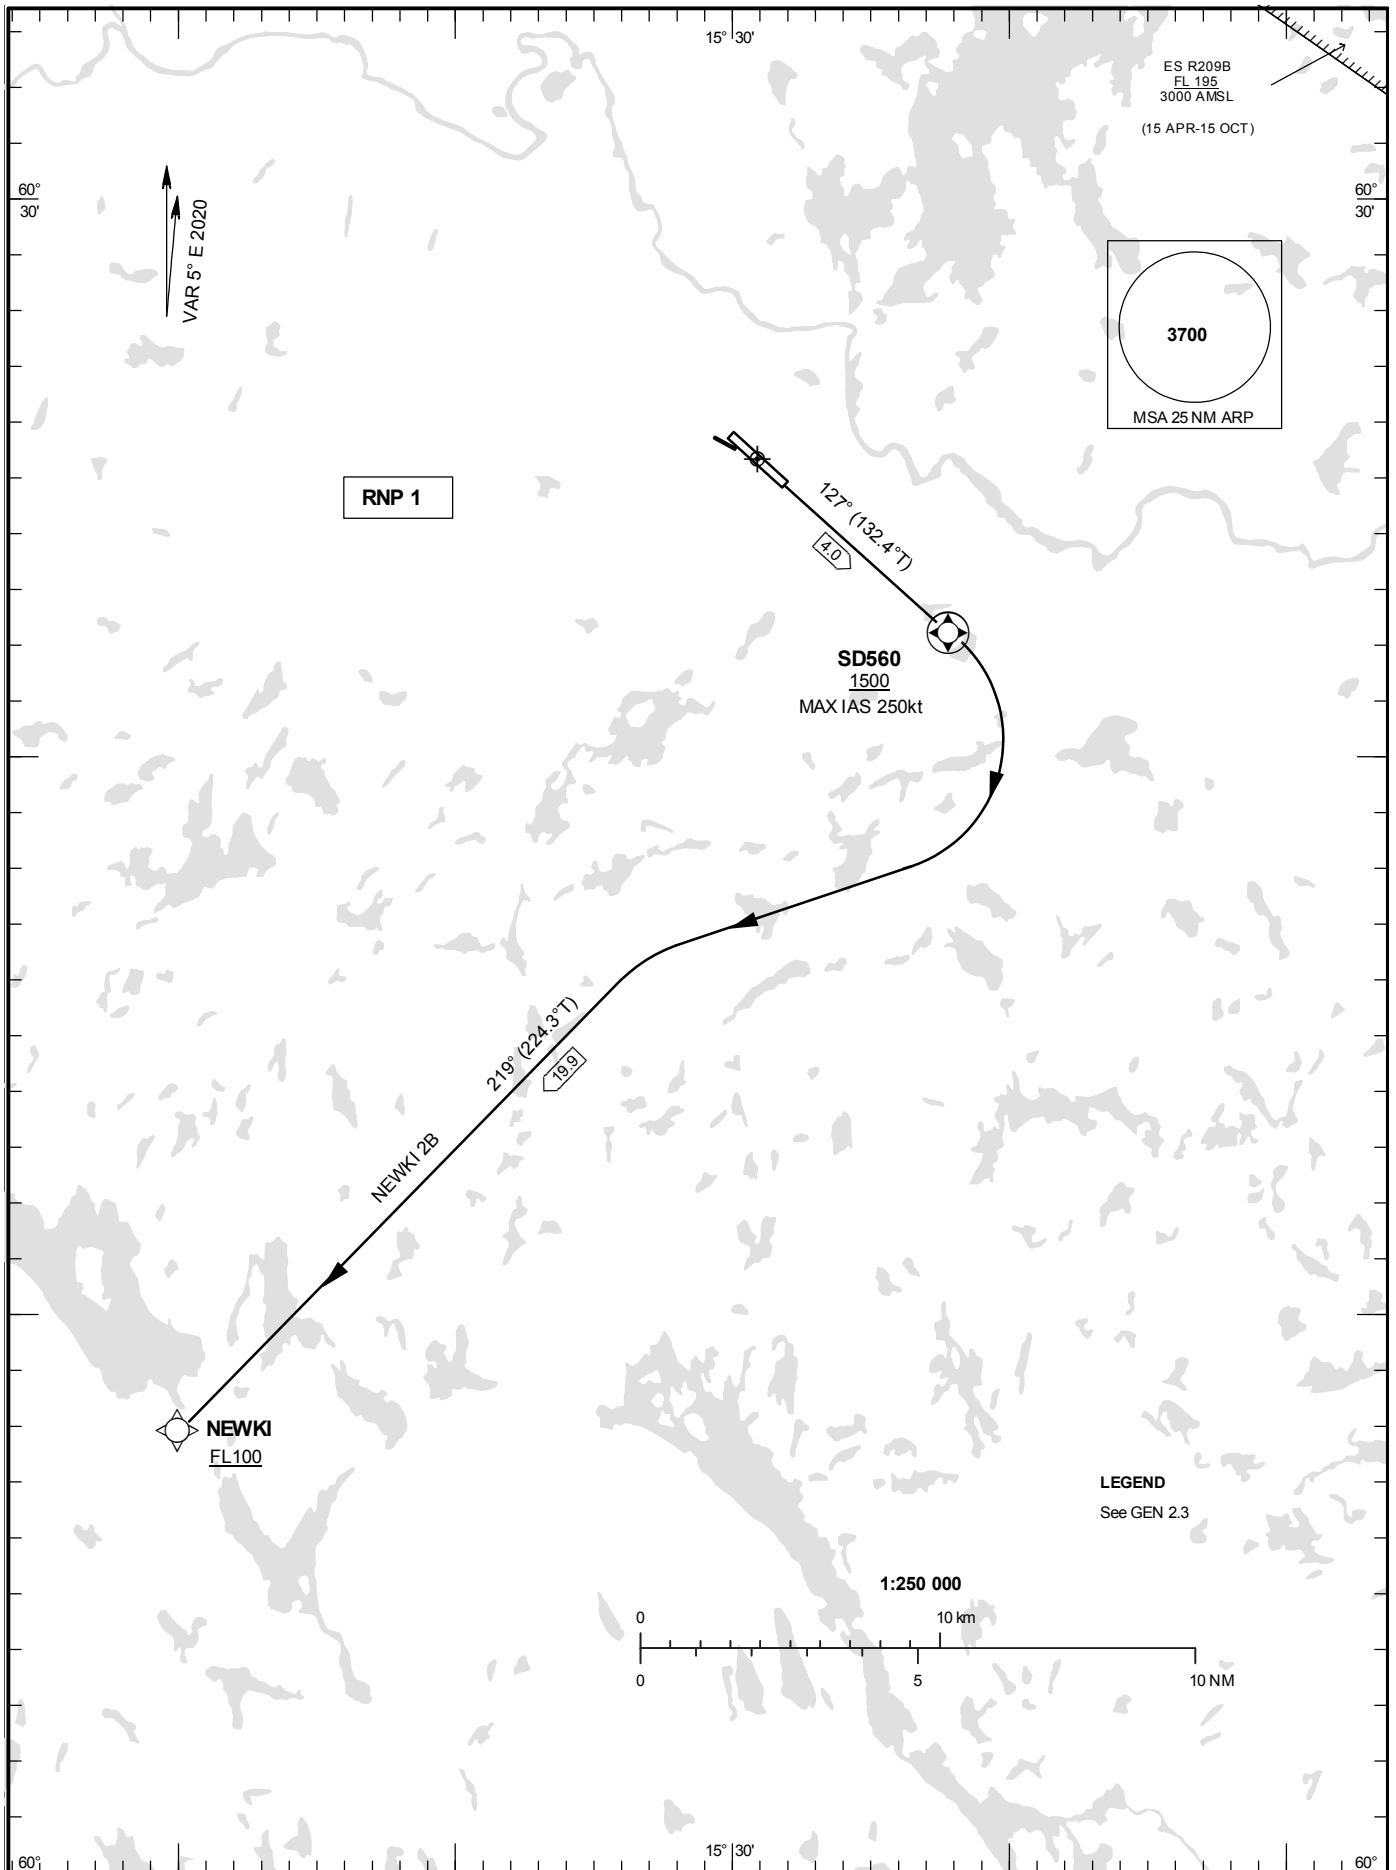 15° 30'
ES R209B
FL 195
3000 AMSL
(15 APR-15 OCT)
60°
30'
60°
30'
VAR 5° E 2020
3700
MSA 25 NM ARP
RNP 1
127° (132.4°T)
4.0
SD560
1500
MAX IAS 250kt
219° (224.3°T)
19.9
NEWKI 2B
NEWKI
FL100
LEGEND
See GEN 2.3
1:250 000
0
10 km
0
5
10 NM
15° 30'
60°
60°